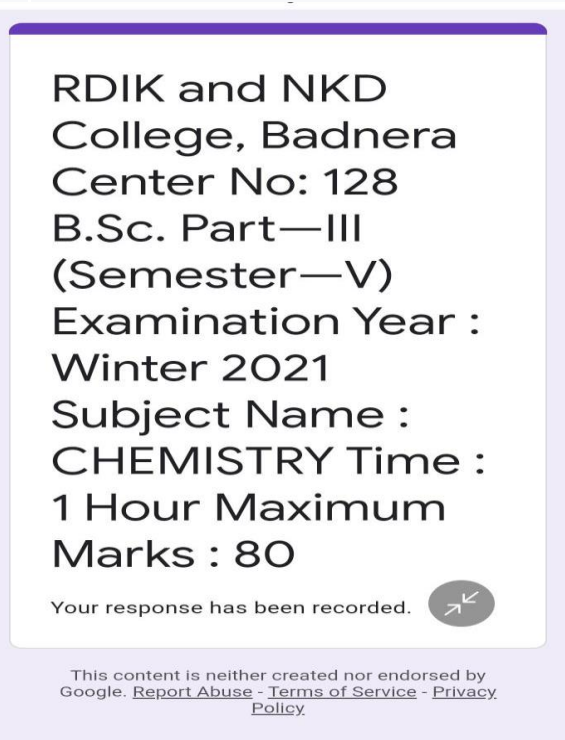 RDIK and NKD
College, Badnera
Center No: 128
B.Sc. Part—III
(Semester—V)
Examination Year :
Winter 2021
Subject Name :
CHEMISTRY Time :
1 Hour Maximum
Marks : 80
Your response has been recorded.
This content is neither created nor endorsed by
Google. Report Abuse - Terms of Service - Privacy
Policy